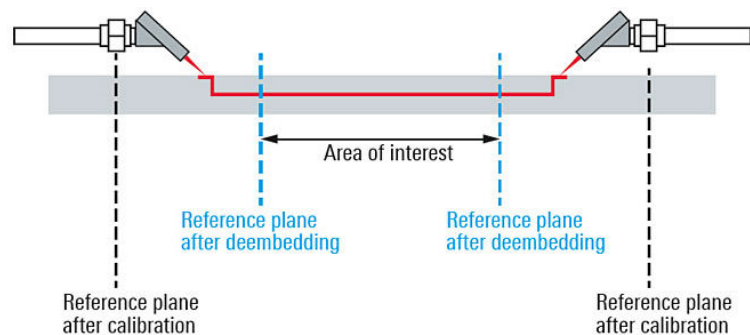 Area of interest
Reference plane
after deembedding
Reference plane
after deembedding
Reference plane
after calibration
Reference plane
after calibration